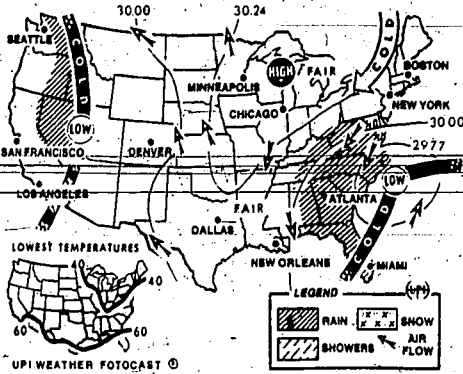 30.00 30.24
SEATTLE
COLD
COLD
HIGH
FAIR
BOSTON
MINNEAPOLIS
NEW YORK
CHICAGO
30.00
LOW
29.77
SAN FRANCISCO
DENVER
LOW
LOS ANGELES
FAIR
ATLANTA
DALLAS
COLD
NEW ORLEANS
MIAMI
LOWEST TEMPERATURES
40
40
60
60
LEGEND
(UPI)
RAIN
SNOW
SHOWERS
AIR
FLOW
UPI WEATHER FOTOCAST